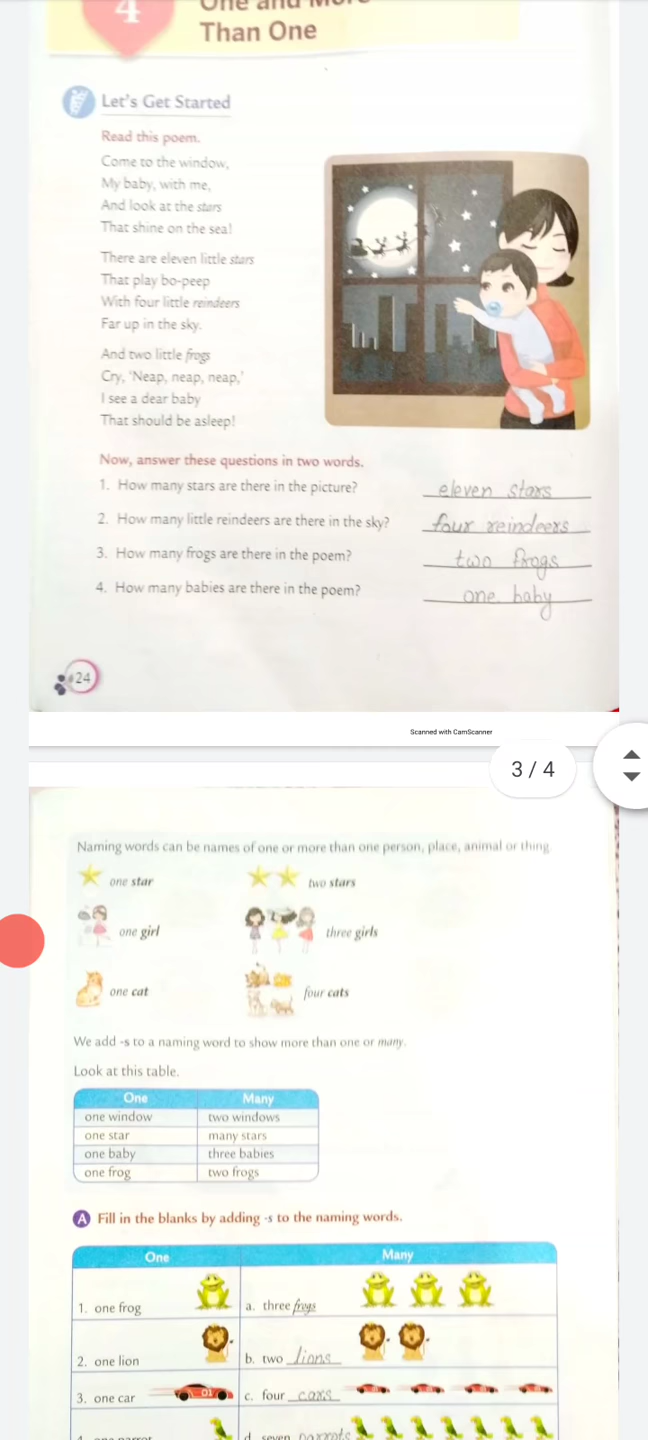 4
One and More
Than One
Let's Get Started
Read this poem.
Come to the window,
My baby, with me,
And look at the stars
That shine on the sea!
There are eleven little stars
That play bo-peep
With four little reindeers
Far up in the sky.
And two little frogs
Cry, 'Neap, neap, neap,'
I see a dear baby
That should be asleep!
Now, answer these questions in two words.
1. How many stars are there in the picture? eleven stars
2. How many little reindeers are there in the sky? four reindeers
3. How many frogs are there in the poem? two frogs
4. How many babies are there in the poem? one baby
24
Scanned with CamScanner
3 / 4
Naming words can be names of one or more than one person, place, animal or thing
one star two stars
one girl three girls
one cat four cats
We add -s to a naming word to show more than one or many.
Look at this table.
One Many
one window two windows
one star many stars
one baby three babies
one frog two frogs
A Fill in the blanks by adding -s to the naming words.
One Many
1. one frog a. three frogs
2. one lion b. two lions
3. one car 01 c. four cars
4. one parrot d. seven parrots